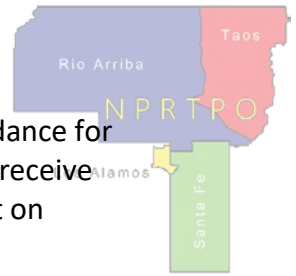 Taos
Rio Arriba
NPRTPO
dance for
receive
Alamos
t on
Santa Fe